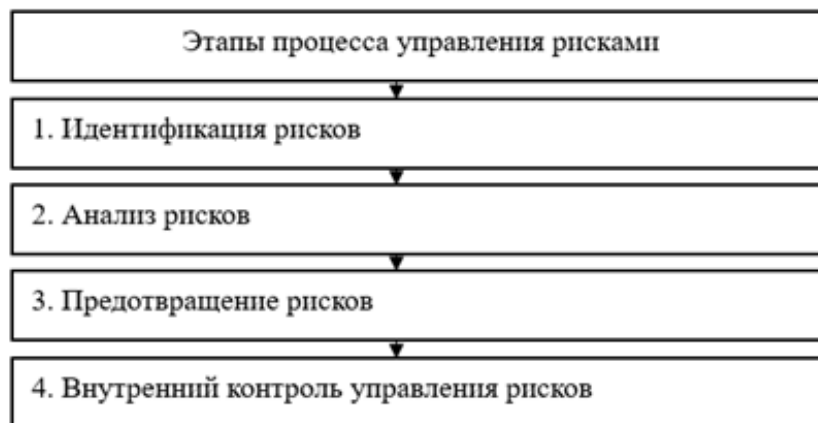 Этапы процесса управления рисками
1. Идентификация рисков
2. Анализ рисков
3. Предотвращение рисков
4. Внутренний контроль управления рисков